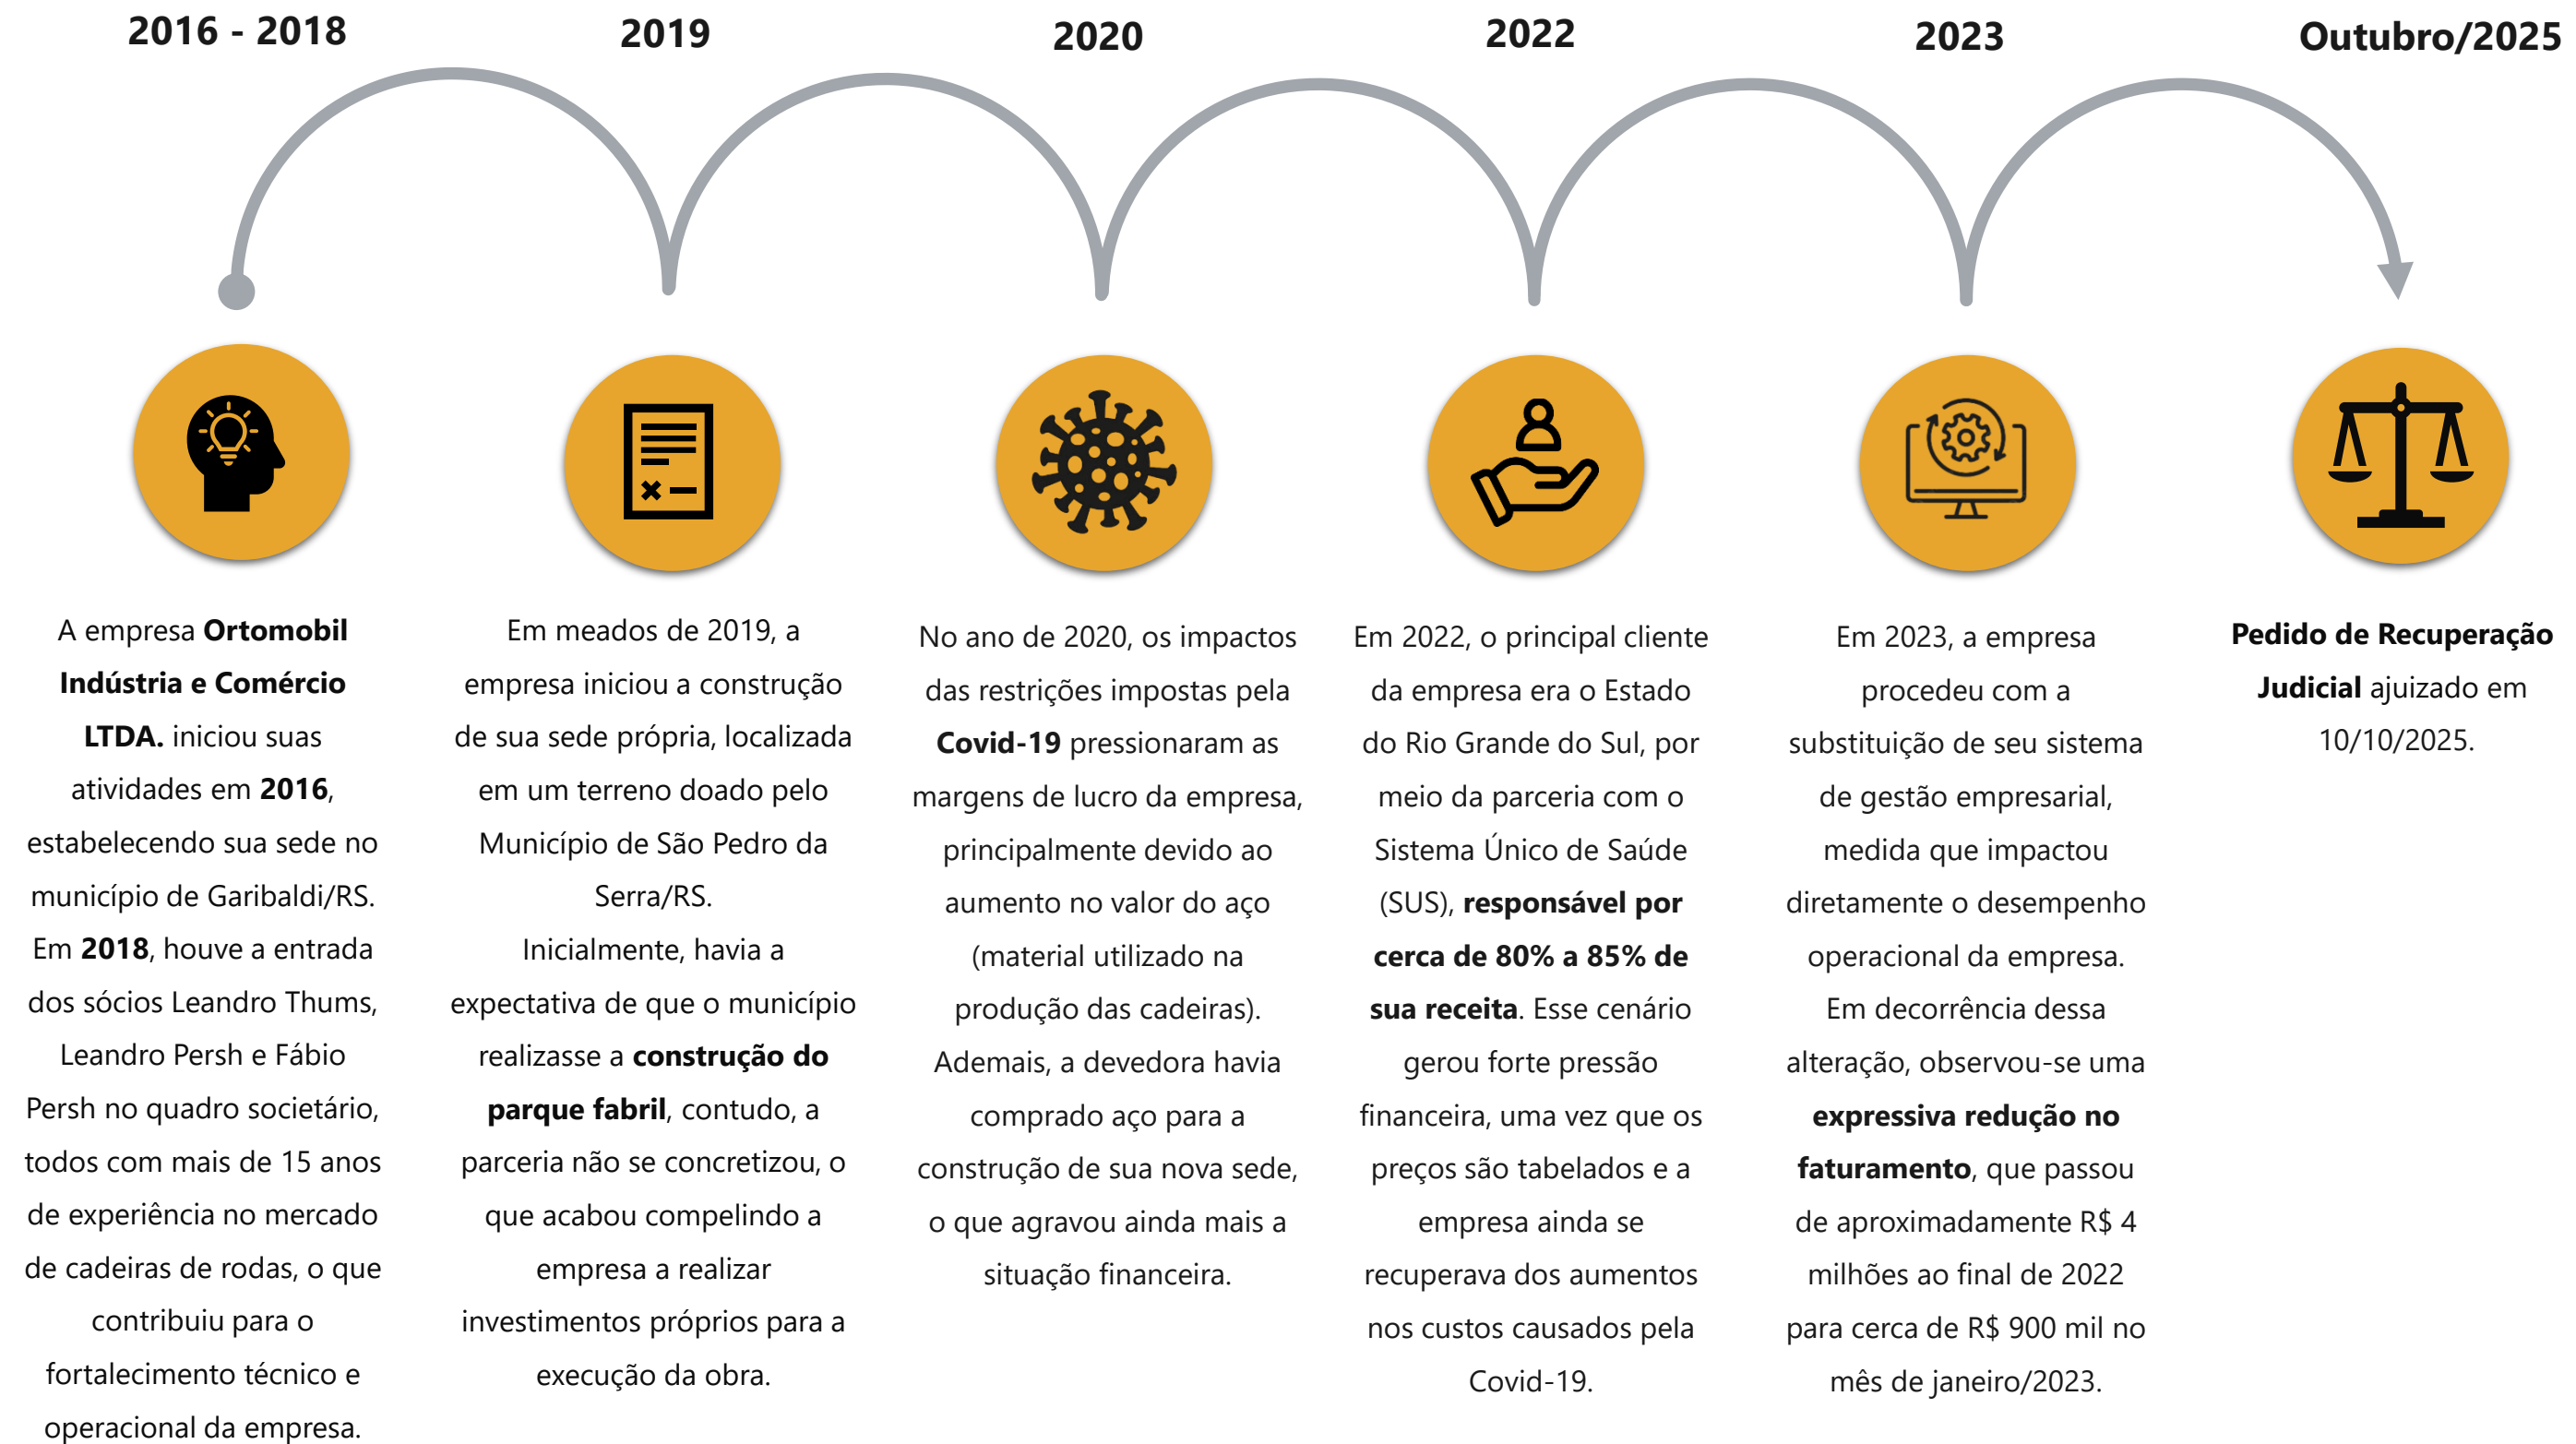 2016 - 2018
A empresa Ortomobil
Indústria e Comércio
LTDA. iniciou suas
atividades em 2016,
estabelecendo sua sede no
município de Garibaldi/RS.
Em 2018, houve a entrada
dos sócios Leandro Thums,
Leandro Persh e Fábio
Persh no quadro societário,
todos com mais de 15 anos
de experiência no mercado
de cadeiras de rodas, o que
contribuiu para o
fortalecimento técnico e
operacional da empresa.
2019
Em meados de 2019, a
empresa iniciou a construção
de sua sede própria, localizada
em um terreno doado pelo
Município de São Pedro da
Serra/RS.
Inicialmente, havia a
expectativa de que o município
realizasse a construção do
parque fabril, contudo, a
parceria não se concretizou, o
que acabou compelindo a
empresa a realizar
investimentos próprios para a
execução da obra.
2020
No ano de 2020, os impactos
das restrições impostas pela
Covid-19 pressionaram as
margens de lucro da empresa,
principalmente devido ao
aumento no valor do aço
(material utilizado na
produção das cadeiras).
Ademais, a devedora havia
comprado aço para a
construção de sua nova sede,
o que agravou ainda mais a
situação financeira.
2022
Em 2022, o principal cliente
da empresa era o Estado
do Rio Grande do Sul, por
meio da parceria com o
Sistema Único de Saúde
(SUS), responsável por
cerca de 80% a 85% de
sua receita. Esse cenário
gerou forte pressão
financeira, uma vez que os
preços são tabelados e a
empresa ainda se
recuperava dos aumentos
nos custos causados pela
Covid-19.
2023
Em 2023, a empresa
procedeu com a
substituição de seu sistema
de gestão empresarial,
medida que impactou
diretamente o desempenho
operacional da empresa.
Em decorrência dessa
alteração, observou-se uma
expressiva redução no
faturamento, que passou
de aproximadamente R$ 4
milhões ao final de 2022
para cerca de R$ 900 mil no
mês de janeiro/2023.
Outubro/2025
Pedido de Recuperação
Judicial ajuizado em
10/10/2025.